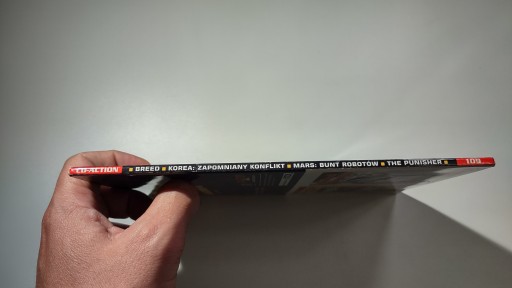 CD-ACTION ■ BREED ■ KOREA: ZAPOMNIANY KONFLIKT ■ MARS: BUNT ROBOTÓW ■ THE PUNISHER ■ 109